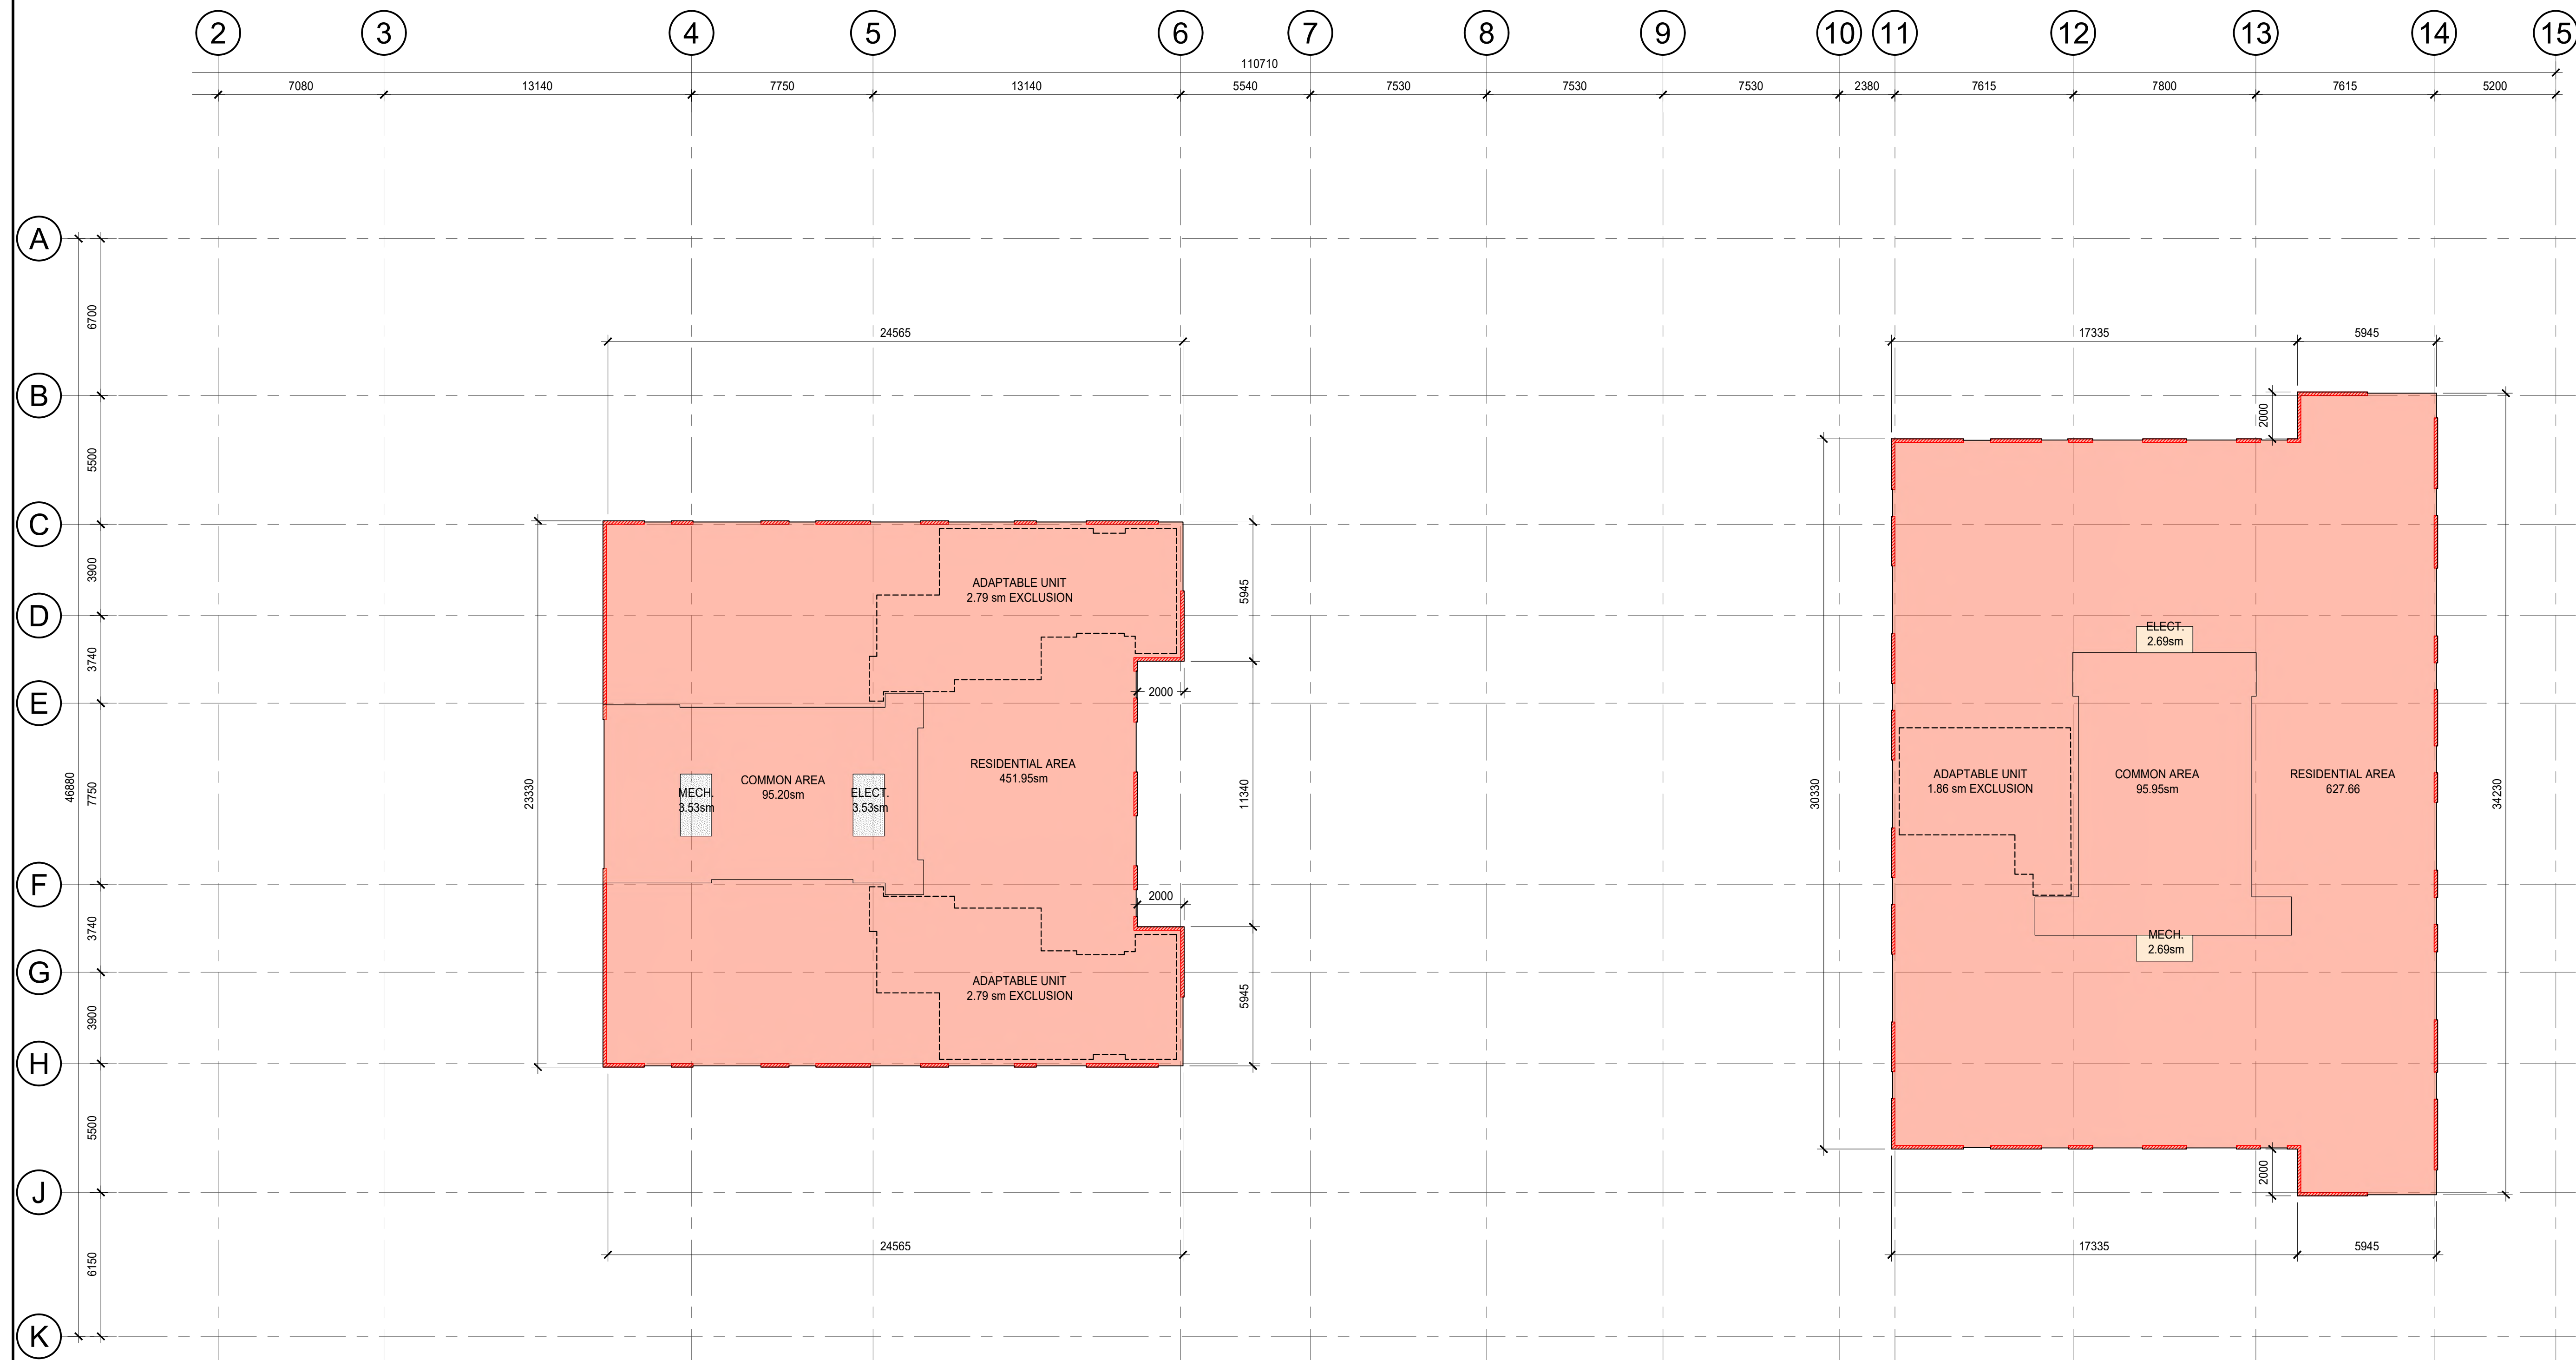 2 3 4 5 6 7 8 9 10 11 12 13 14 15
110710
7080 13140 7750 13140 5540 7530 7530 7530 2380 7615 7800 7615 5200
A
6700
24565
17335 5945
B
2000
5500
C
3900
ADAPTABLE UNIT
2.79 sm EXCLUSION
5945
D
ELECT.
2.69sm
3740
2000
E
46880
7750
23330
MECH.
3.53sm
COMMON AREA
95.20sm
ELECT.
3.53sm
RESIDENTIAL AREA
451.95sm
11340
30330
ADAPTABLE UNIT
1.86 sm EXCLUSION
COMMON AREA
95.95sm
RESIDENTIAL AREA
627.66
34230
F
2000
3740
MECH.
2.69sm
G
ADAPTABLE UNIT
2.79 sm EXCLUSION
5945
3900
H
5500
2000
J
24565
17335 5945
6150
K